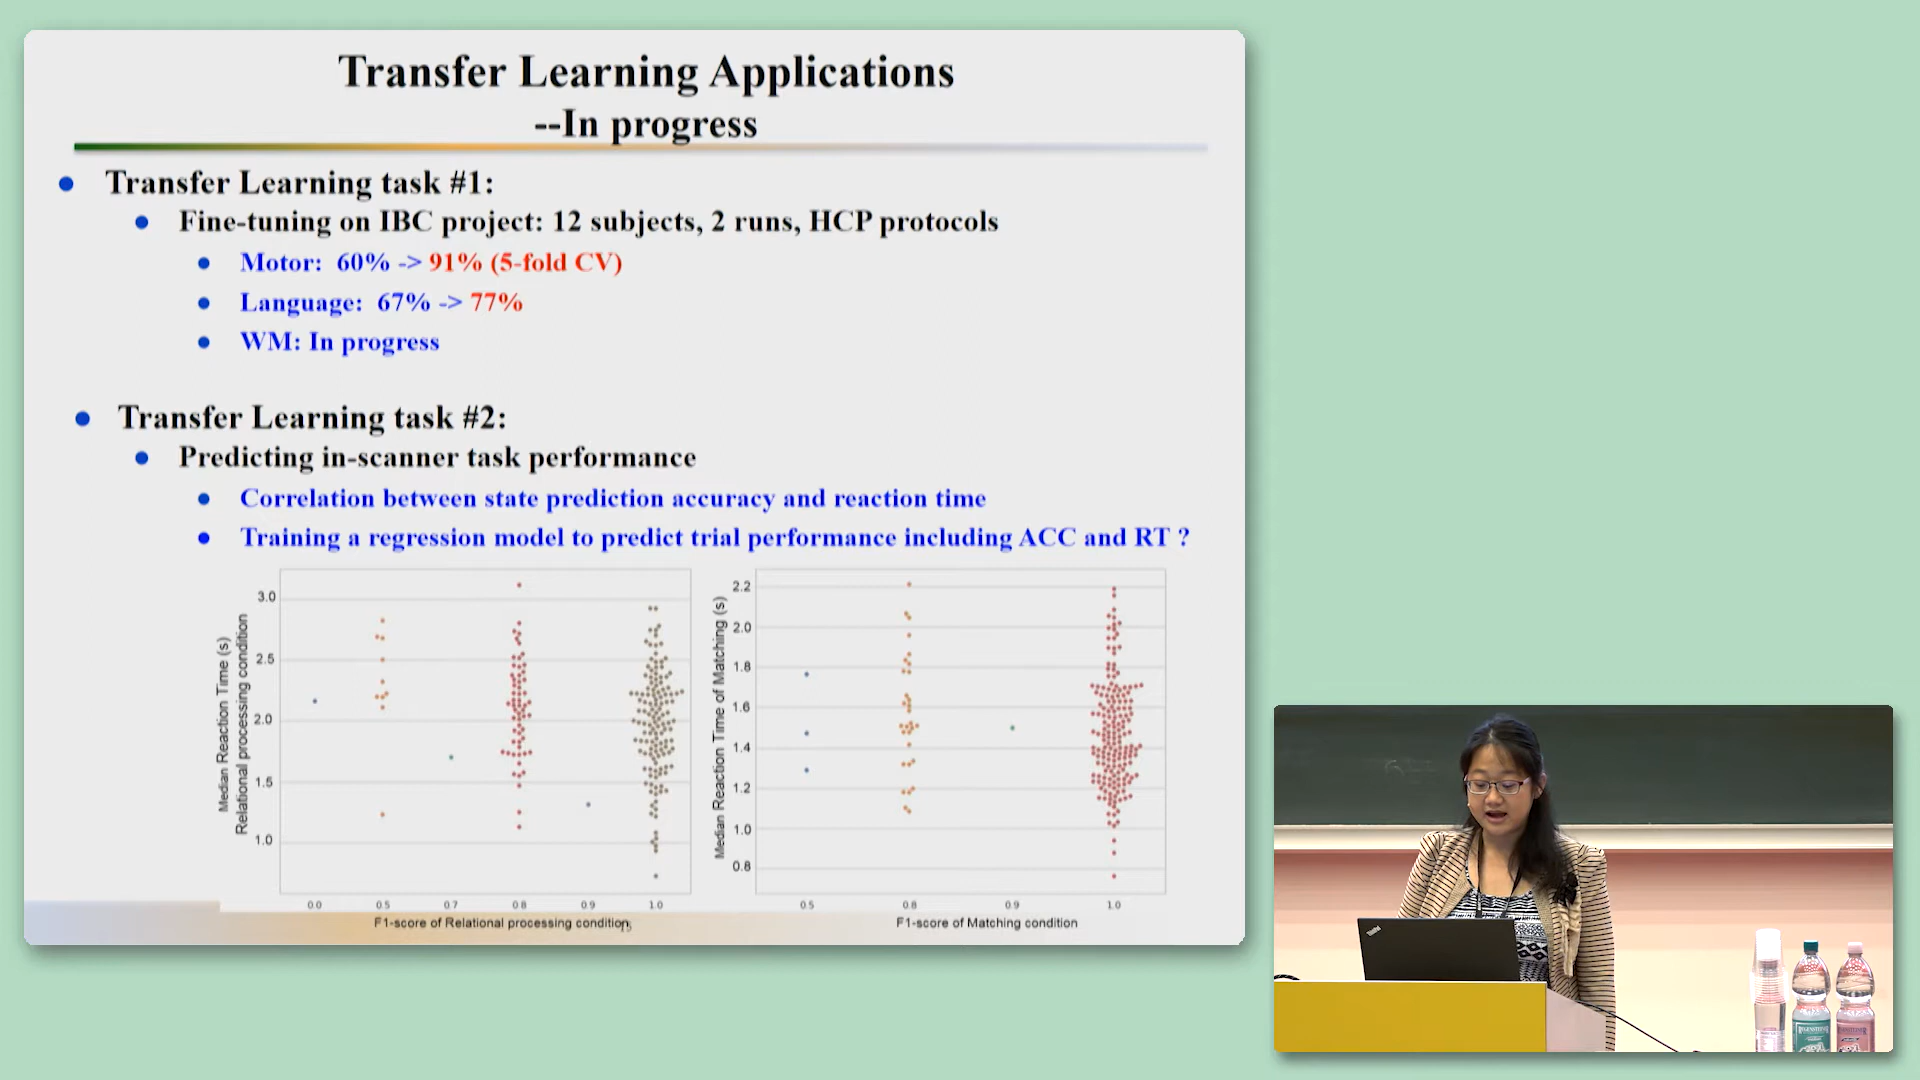 Transfer Learning Applications
--In progress
Transfer Learning task #1:
Fine-tuning on IBC project: 12 subjects, 2 runs, HCP protocols
Motor: 60% -> 91% (5-fold CV)
Language: 67% -> 77%
WM: In progress
Transfer Learning task #2:
Predicting in-scanner task performance
Correlation between state prediction accuracy and reaction time
Training a regression model to predict trial performance including ACC and RT ?
Median Reaction Time (s)
Relational processing condition
3.0
2.5
2.0
1.5
1.0
0.0 0.5 0.7 0.8 0.9 1.0
F1-score of Relational processing condition
Median Reaction Time of Matching (s)
2.2
2.0
1.8
1.6
1.4
1.2
1.0
0.8
0.5 0.8 0.9 1.0
F1-score of Matching condition
ThinkPad